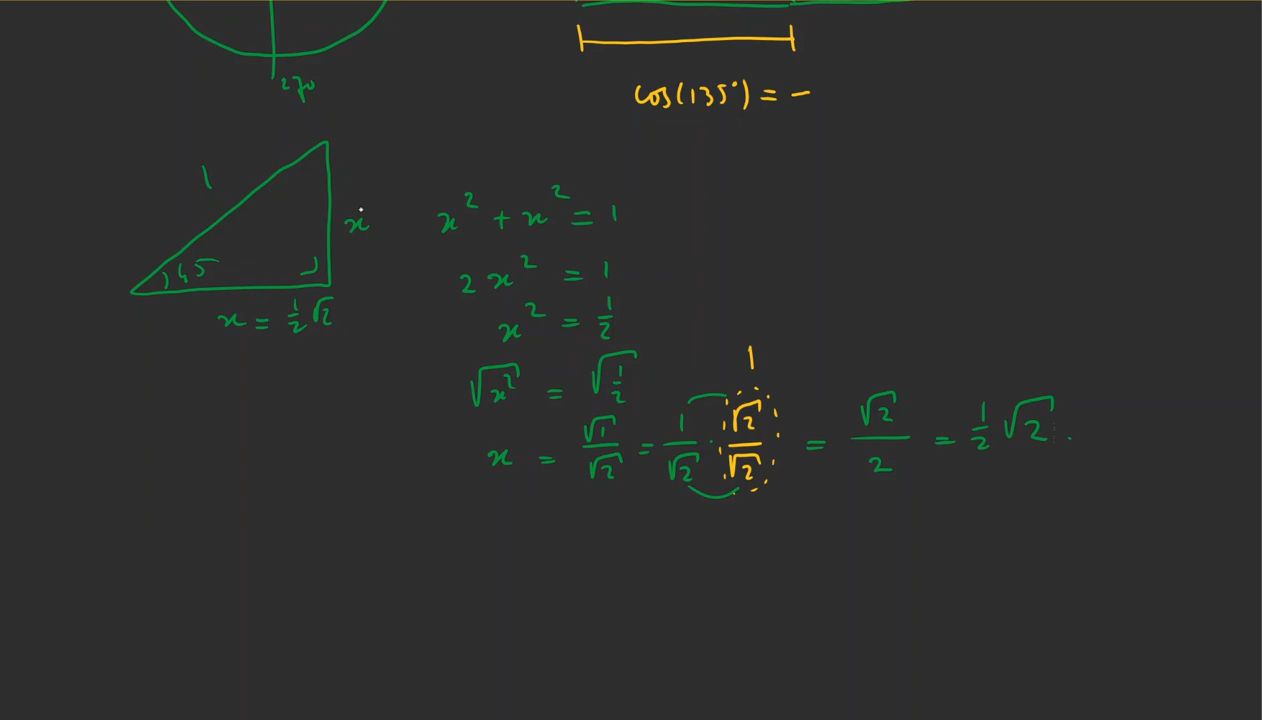 270
cos(135°) = -
1
x
45
x = 1/2 √2
x² + x² = 1
2x² = 1
x² = 1/2
√x² = √(1/2)
1
x = √1/√2 = 1/√2 · √2/√2 = √2/2 = 1/2 √2.